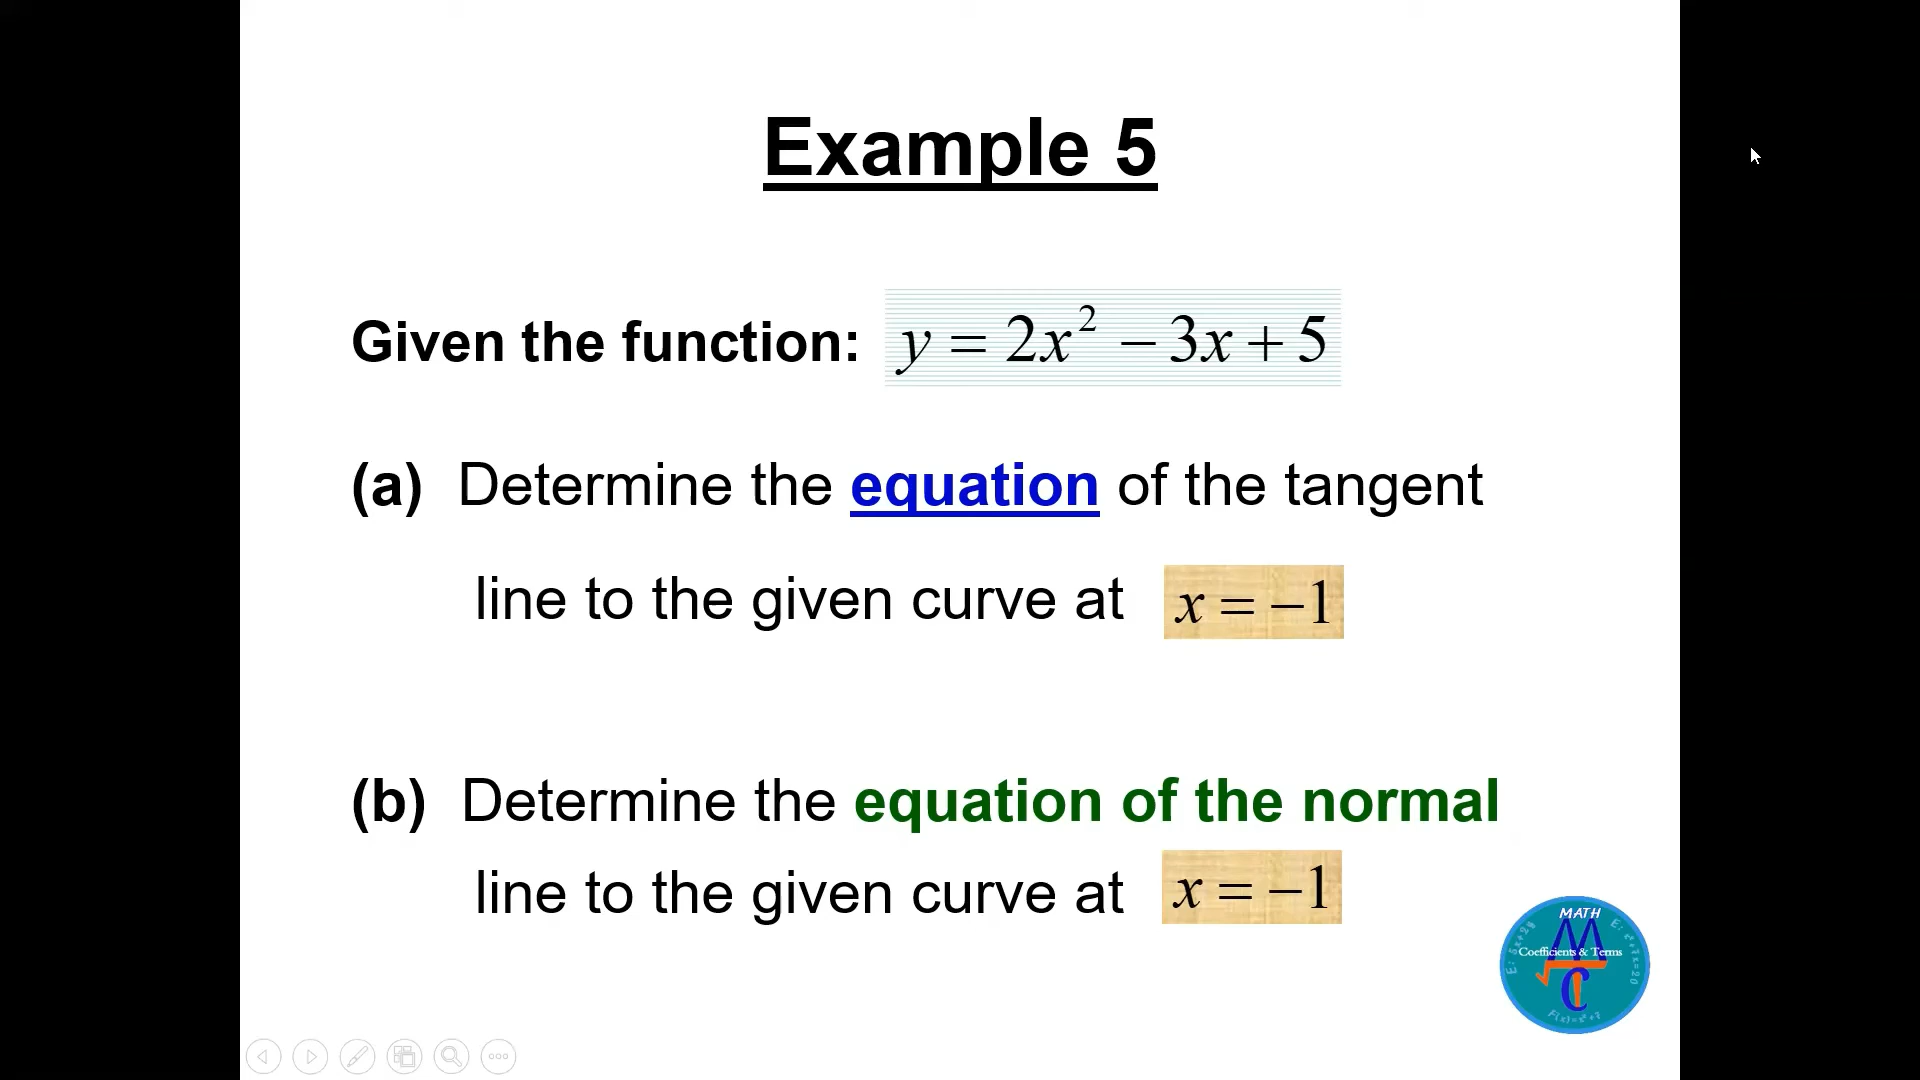 Example 5
Given the function: y = 2x² − 3x + 5
(a) Determine the equation of the tangent
line to the given curve at x = −1
(b) Determine the equation of the normal
line to the given curve at x = −1
MATH
Coefficients & Terms